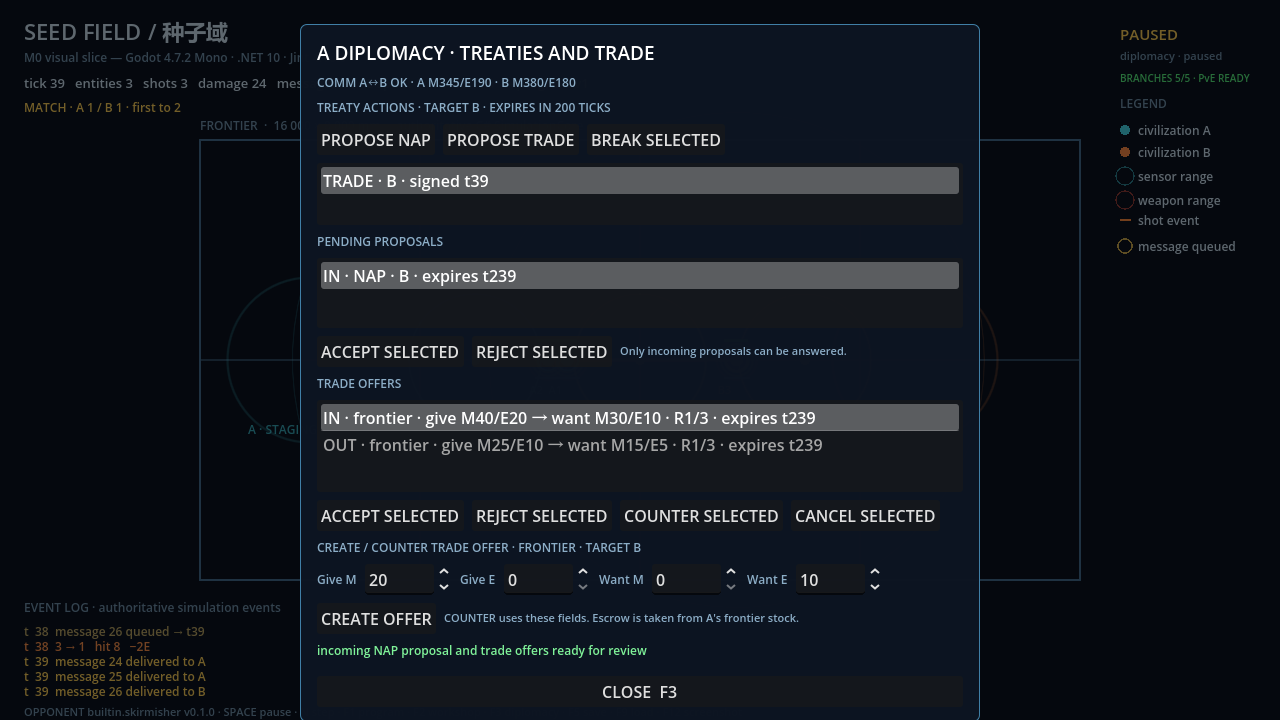 SEED FIELD / 种子域
M0 visual slice — Godot 4.7.2 Mono · .NET 10 ·
tick 39 entities 3 shots 3 damage 24
MATCH · A 1 / B 1 · first to 2
FRONTIER · 16
A · STAGI
A DIPLOMACY · TREATIES AND TRADE
COMM A↔B OK · A M345/E190 · B M380/E180
TREATY ACTIONS · TARGET B · EXPIRES IN 200 TICKS
PROPOSE NAP PROPOSE TRADE BREAK SELECTED
TRADE · B · signed t39
PENDING PROPOSALS
IN · NAP · B · expires t239
ACCEPT SELECTED REJECT SELECTED Only incoming proposals can be answered.
TRADE OFFERS
IN · frontier · give M40/E20 → want M30/E10 · R1/3 · expires t239
OUT · frontier · give M25/E10 → want M15/E5 · R1/3 · expires t239
ACCEPT SELECTED REJECT SELECTED COUNTER SELECTED CANCEL SELECTED
CREATE / COUNTER TRADE OFFER · FRONTIER · TARGET B
Give M 20 Give E 0 Want M 0 Want E 10
CREATE OFFER COUNTER uses these fields. Escrow is taken from A's frontier stock.
incoming NAP proposal and trade offers ready for review
CLOSE F3
PAUSED
diplomacy · paused
BRANCHES 5/5 · PvE READY
LEGEND
civilization A
civilization B
sensor range
weapon range
shot event
message queued
EVENT LOG · authoritative simulation events
t 38 message 26 queued → t39
t 38 3 → 1 hit 8 −2E
t 39 message 24 delivered to A
t 39 message 25 delivered to A
t 39 message 26 delivered to B
OPPONENT builtin.skirmisher v0.1.0 · SPACE pause ·